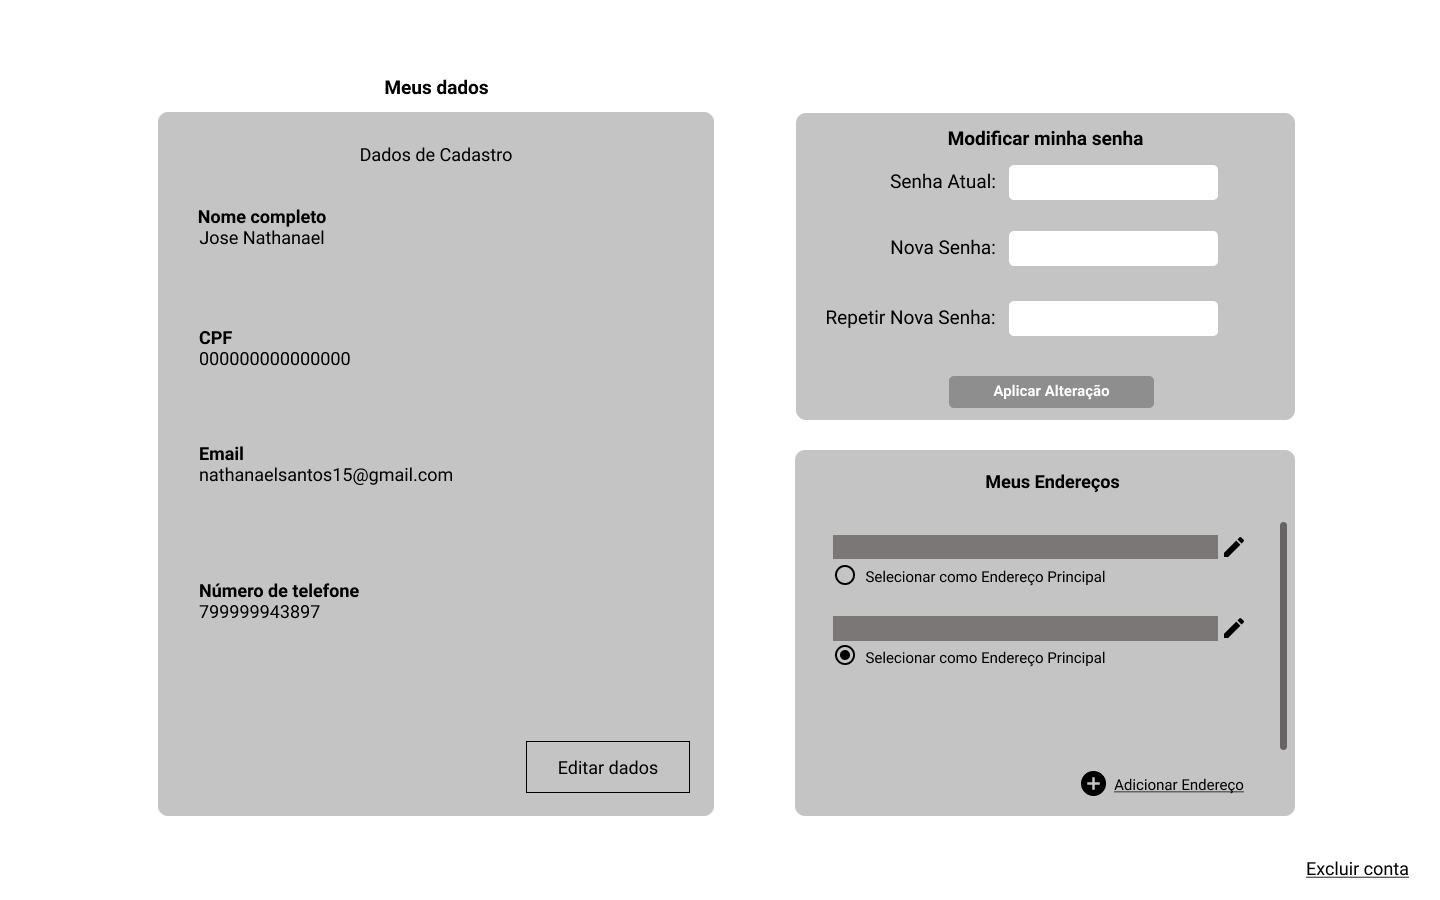 Meus dados
Dados de Cadastro
Nome completo
Jose Nathanael
CPF
000000000000000
Email
nathanaelsantos15@gmail.com
Número de telefone
799999943897
Editar dados
Modificar minha senha
Senha Atual:
Nova Senha:
Repetir Nova Senha:
Aplicar Alteração
Meus Endereços
Selecionar como Endereço Principal
Selecionar como Endereço Principal
Adicionar Endereço
Excluir conta